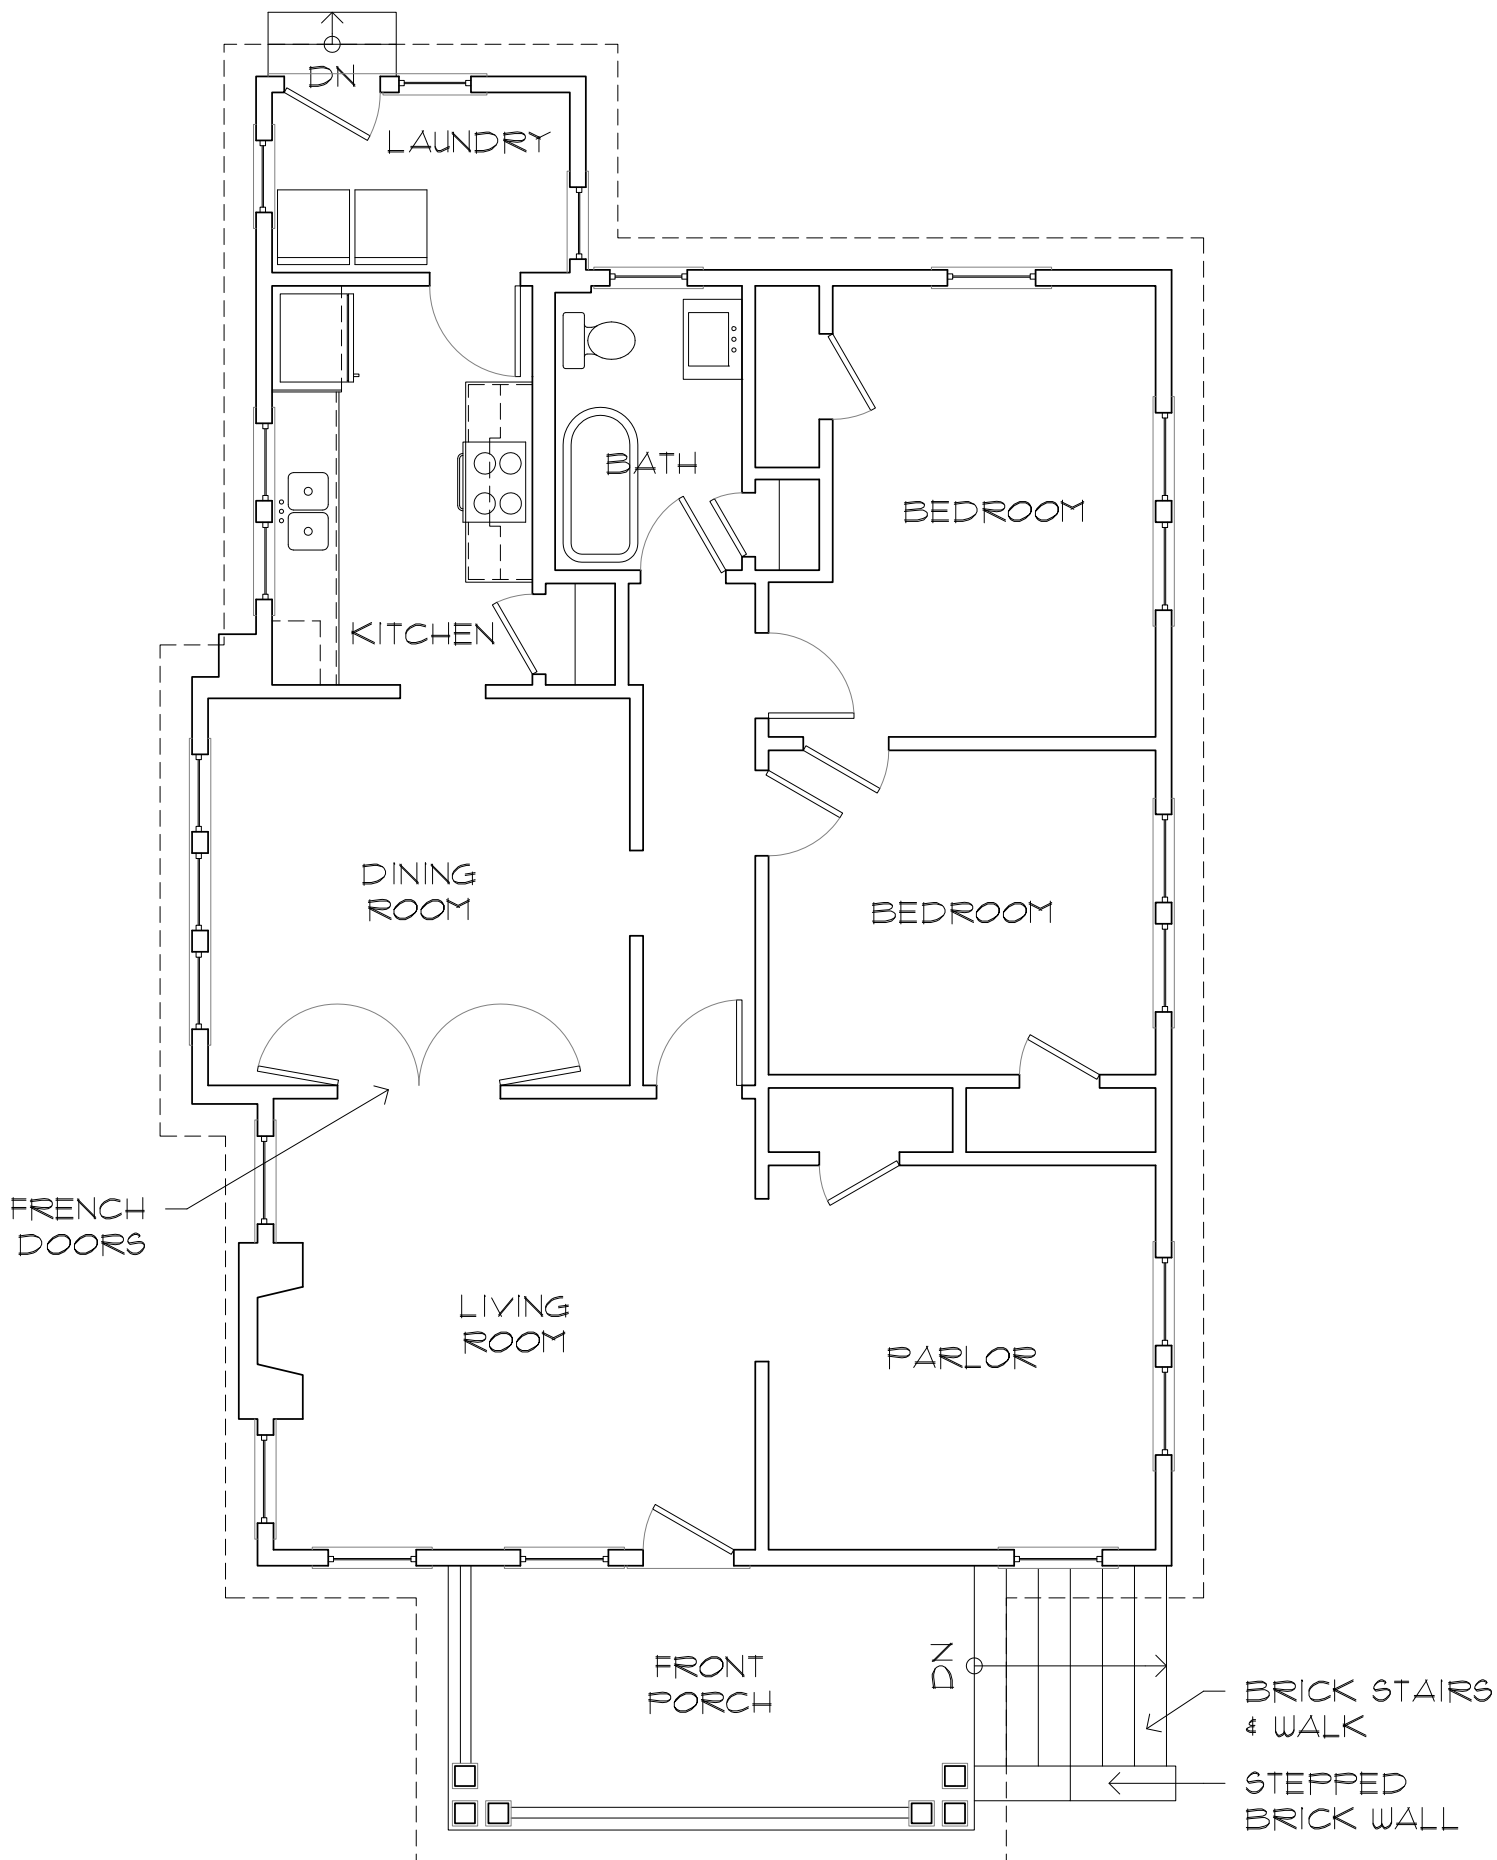 DN
LAUNDRY
BATH
BEDROOM
KITCHEN
DINING
ROOM
BEDROOM
FRENCH
DOORS
LIVING
ROOM
PARLOR
FRONT
PORCH
DN
BRICK STAIRS
& WALK
STEPPED
BRICK WALL